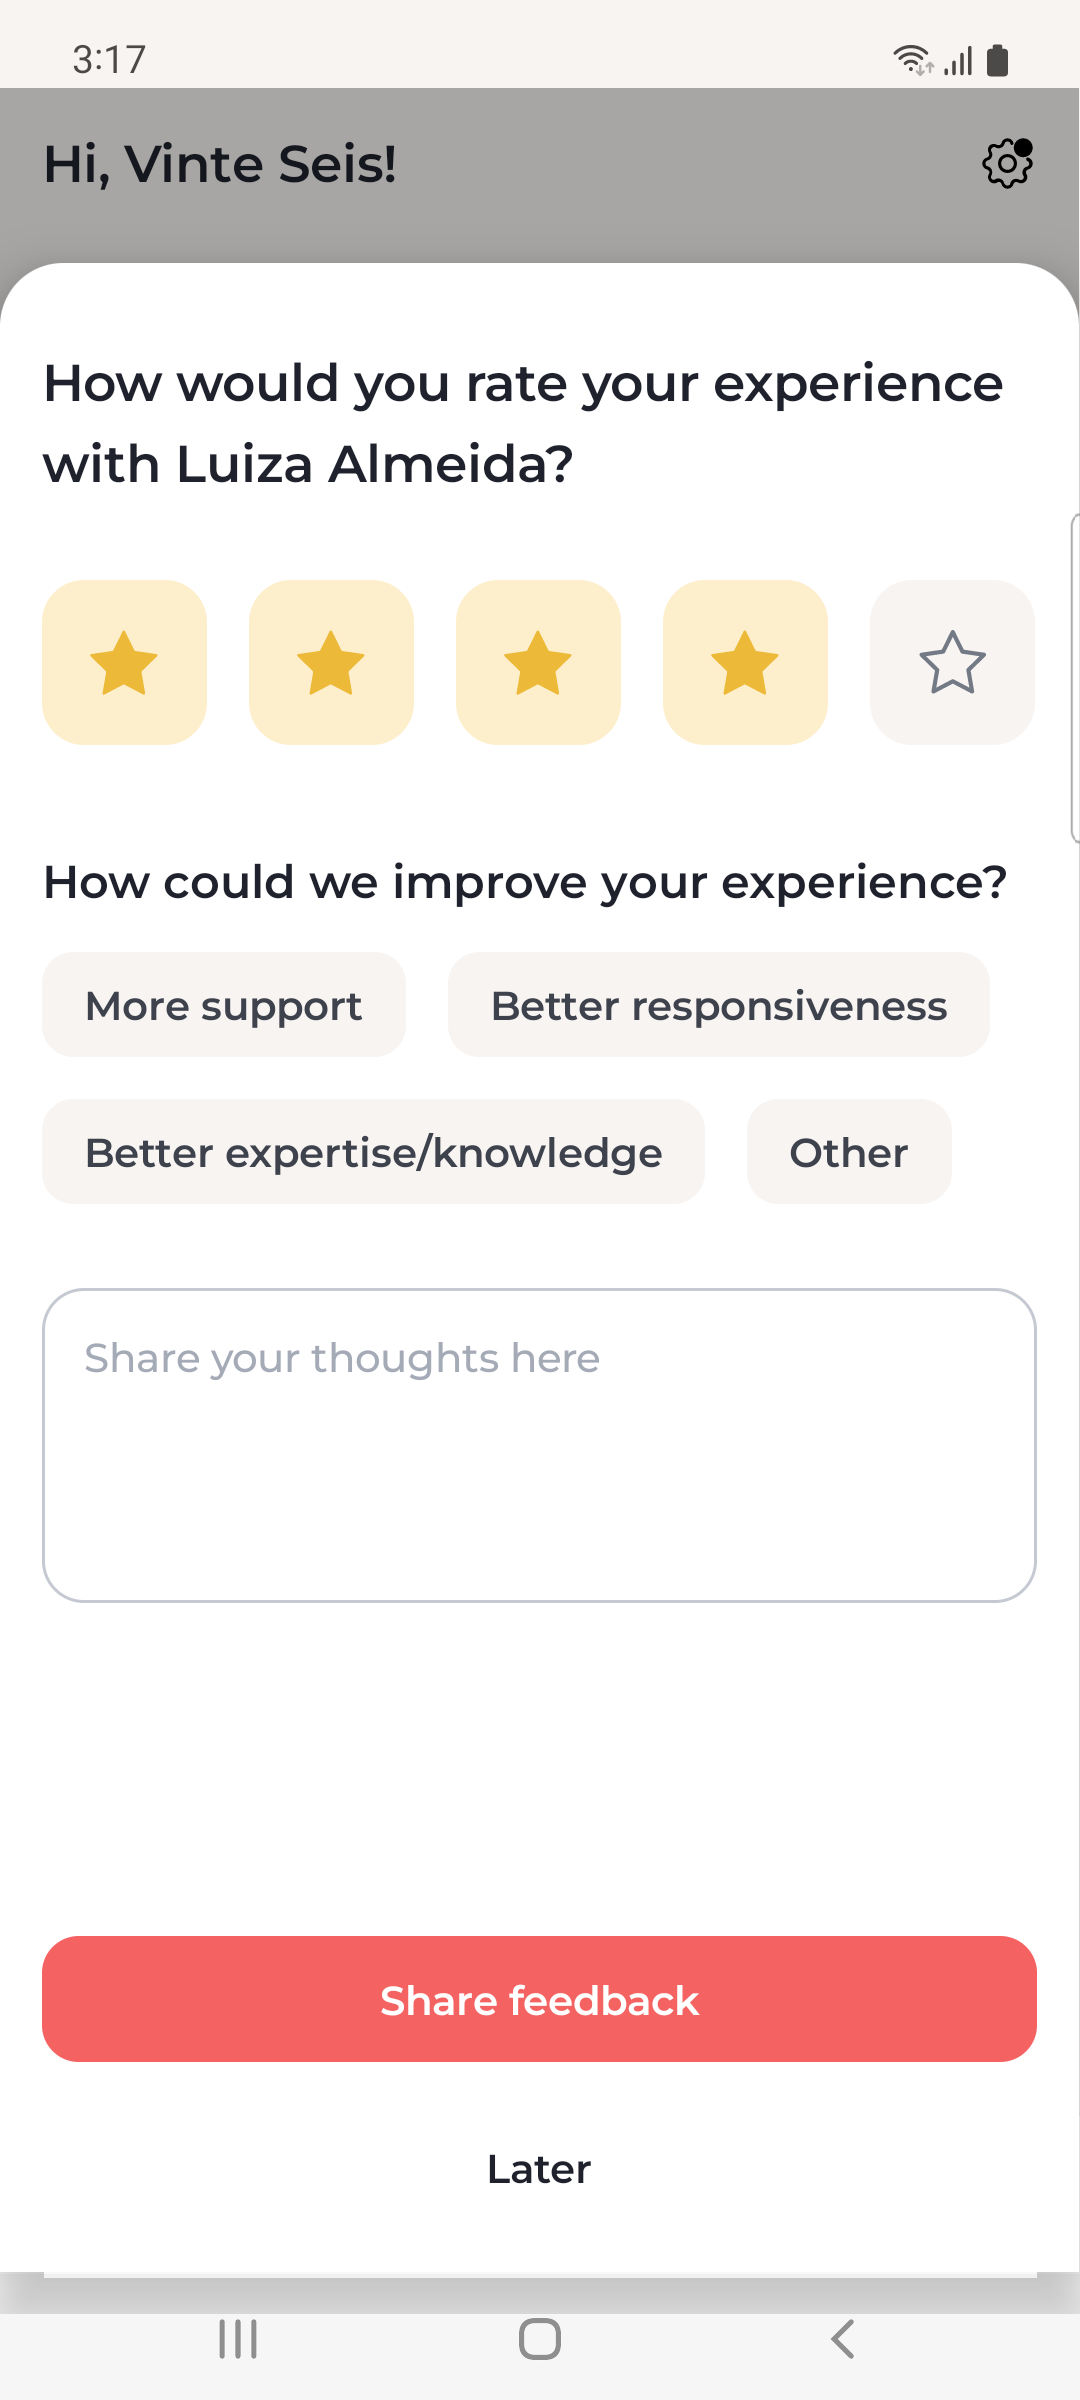 3:17
Hi, Vinte Seis!
How would you rate your experience
with Luiza Almeida?
How could we improve your experience?
More support
Better responsiveness
Better expertise/knowledge
Other
Share your thoughts here
Share feedback
Later